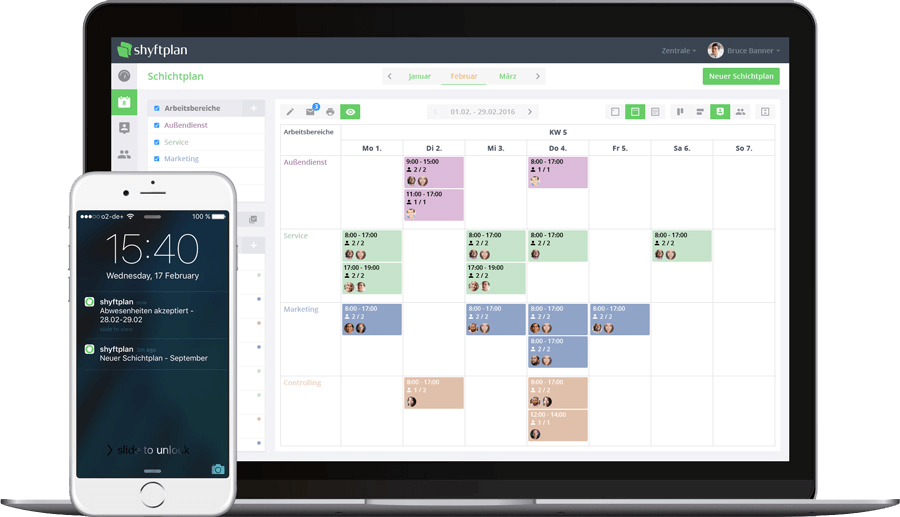 shyftplan
Zentrale
Bruce Banner
Schichtplan
Januar
Februar
März
Neuer Schichtplan
8
3
01.02. - 29.02.2016
Arbeitsbereiche
Außendienst
Service
Marketing
Arbeitsbereiche
KW 5
Mo 1.
Di 2.
Mi 3.
Do 4.
Fr 5.
Sa 6.
So 7.
Außendienst
9:00 - 15:00
2 / 2
11:00 - 17:00
1 / 1
8:00 - 17:00
1 / 1
Service
8:00 - 17:00
2 / 2
17:00 - 19:00
2 / 2
8:00 - 17:00
2 / 2
17:00 - 19:00
2 / 2
8:00 - 17:00
2 / 2
8:00 - 17:00
2 / 2
Marketing
8:00 - 17:00
2 / 2
8:00 - 17:00
2 / 2
8:00 - 17:00
2 / 2
8:00 - 17:00
2 / 2
8:00 - 17:00
2 / 2
Controlling
8:00 - 17:00
1 / 2
8:00 - 17:00
2 / 2
12:00 - 14:00
1 / 1
o2-de+
100 %
15:40
Wednesday, 17 February
shyftplan now
Abwesenheiten akzeptiert -
28.02-29.02
slide to view
shyftplan 2m ago
Neuer Schichtplan - September
> slide to unlock